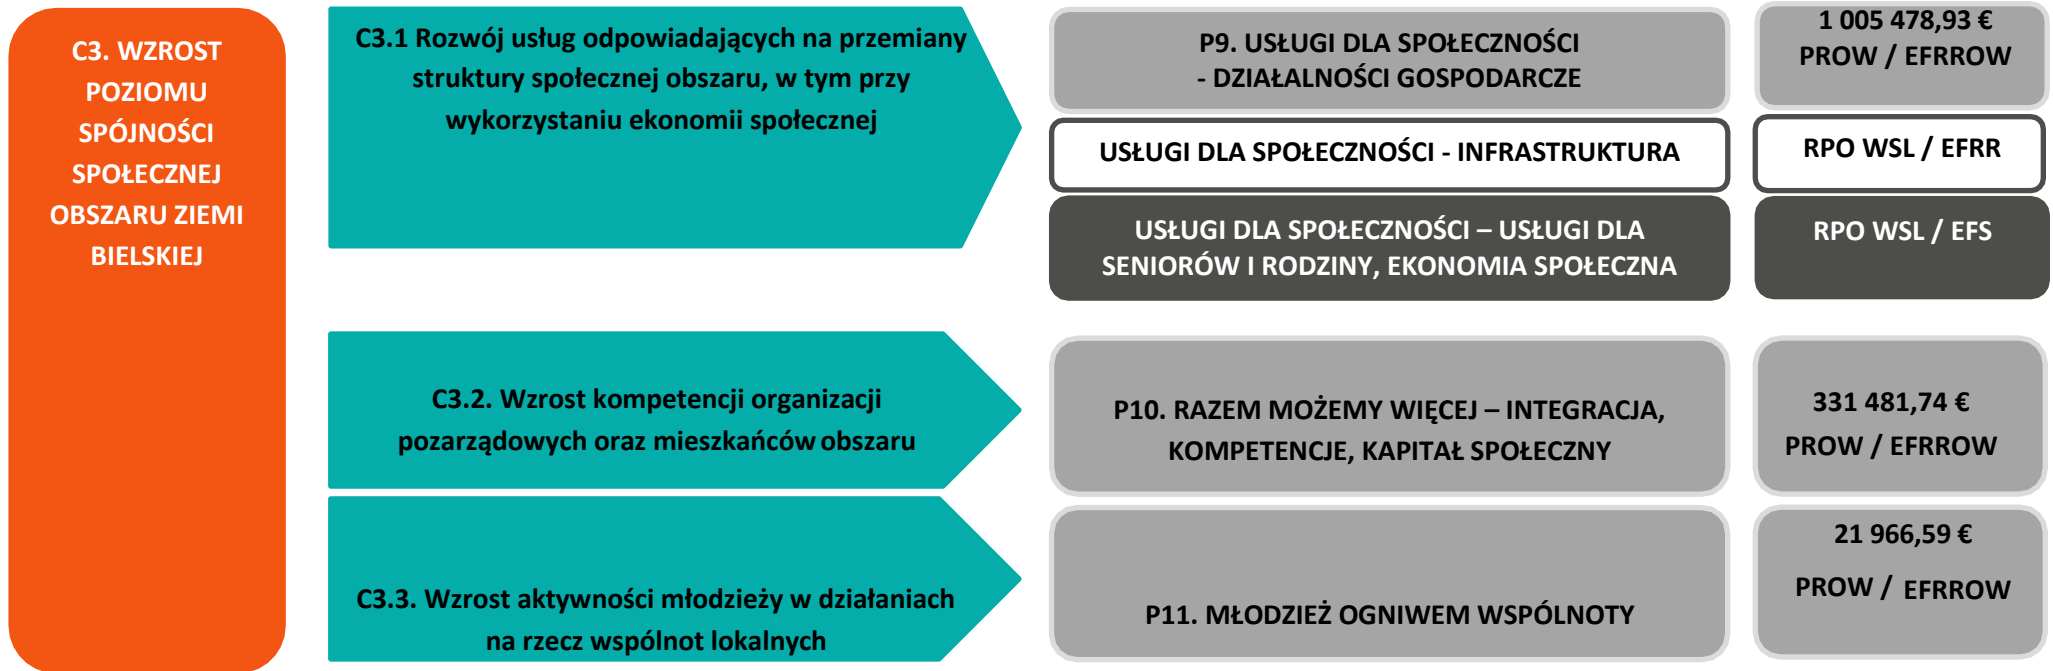 C3. WZROST
POZIOMU
SPÓJNOŚCI
SPOŁECZNEJ
OBSZARU ZIEMI
BIELSKIEJ
C3.1 Rozwój usług odpowiadających na przemiany
struktury społecznej obszaru, w tym przy
wykorzystaniu ekonomii społecznej
P9. USŁUGI DLA SPOŁECZNOŚCI
- DZIAŁALNOŚCI GOSPODARCZE
1 005 478,93 €
PROW / EFRROW
USŁUGI DLA SPOŁECZNOŚCI - INFRASTRUKTURA
RPO WSL / EFRR
USŁUGI DLA SPOŁECZNOŚCI – USŁUGI DLA
SENIORÓW I RODZINY, EKONOMIA SPOŁECZNA
RPO WSL / EFS
C3.2. Wzrost kompetencji organizacji
pozarządowych oraz mieszkańców obszaru
P10. RAZEM MOŻEMY WIĘCEJ – INTEGRACJA,
KOMPETENCJE, KAPITAŁ SPOŁECZNY
331 481,74 €
PROW / EFRROW
C3.3. Wzrost aktywności młodzieży w działaniach
na rzecz wspólnot lokalnych
P11. MŁODZIEŻ OGNIWEM WSPÓLNOTY
21 966,59 €
PROW / EFRROW